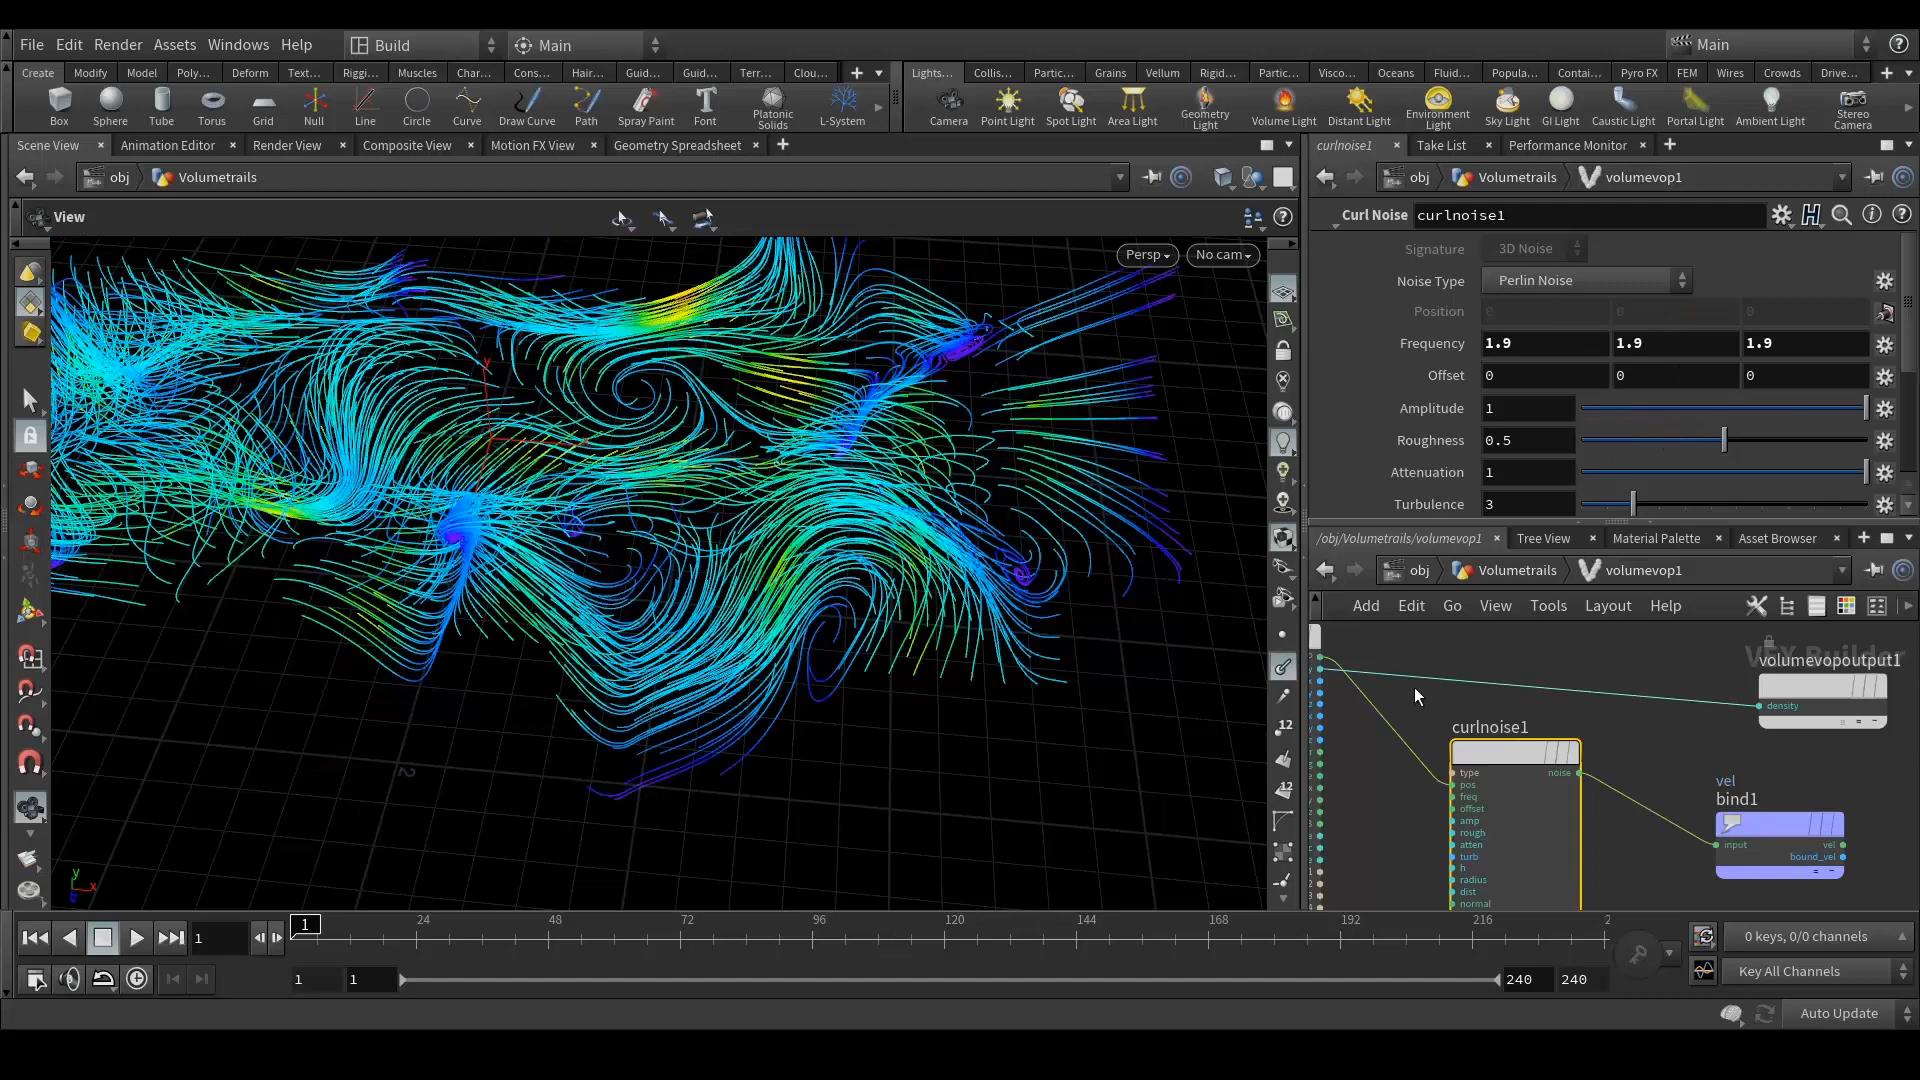 File Edit Render Assets Windows Help Build Main Main
Create Modify Model Poly... Deform Text... Riggi... Muscles Char... Cons... Hair... Guid... Guid... Terr... Clou... Lights... Collis... Partic... Grains Vellum Rigid... Partic... Visco... Oceans Fluid... Popula... Contai... Pyro FX FEM Wires Crowds Drive...
Box Sphere Tube Torus Grid Null Line Circle Curve Draw Curve Path Spray Paint Font Platonic Solids L-System Camera Point Light Spot Light Area Light Geometry Light Volume Light Distant Light Environment Light Sky Light GI Light Caustic Light Portal Light Ambient Light Stereo Camera
Scene View Animation Editor Render View Composite View Motion FX View Geometry Spreadsheet
obj Volumetrails
View
Persp No cam
curlnoise1 Take List Performance Monitor
obj Volumetrails volumevop1
Curl Noise curlnoise1
Signature 3D Noise
Noise Type Perlin Noise
Position 0 0
Frequency 1.9 1.9 1.9
Offset 0 0 0
Amplitude 1
Roughness 0.5
Attenuation 1
Turbulence 3
/obj/Volumetrails/volumevop1 Tree View Material Palette Asset Browser
obj Volumetrails volumevop1
Add Edit Go View Tools Layout Help
volumevopoutput1
density
curlnoise1
type noise
pos
freq
offset
amp
rough
atten
turb
h
radius
dist
normal
vel
bind1
input vel
bound_vel
12
12
2
y
x
y
x
1 1 24 48 72 96 120 144 168 192 216 2
1 1 240 240
0 keys, 0/0 channels
Key All Channels
Auto Update